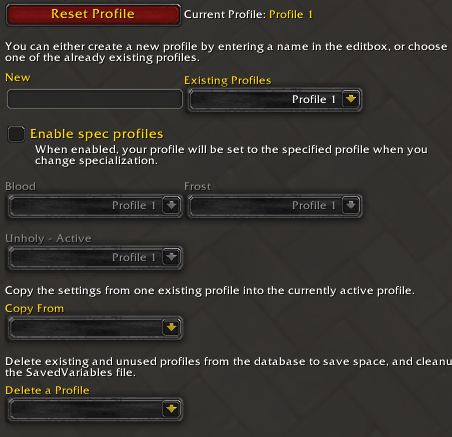 Reset Profile Current Profile: Profile 1
You can either create a new profile by entering a name in the editbox, or choose
one of the already existing profiles.
New Existing Profiles
Profile 1
Enable spec profiles
When enabled, your profile will be set to the specified profile when you
change specialization.
Blood Frost
Profile 1 Profile 1
Unholy - Active
Profile 1
Copy the settings from one existing profile into the currently active profile.
Copy From
Delete existing and unused profiles from the database to save space, and cleanu
the SavedVariables file.
Delete a Profile